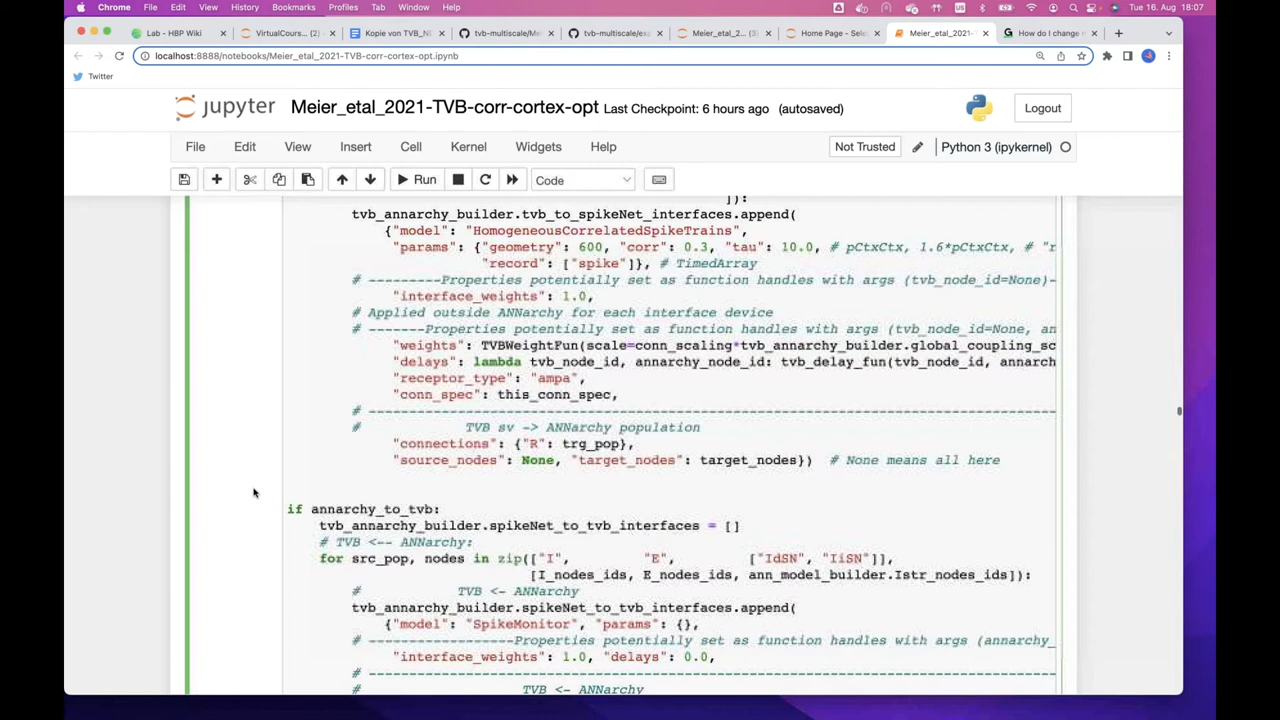 Chrome File Edit View History Bookmarks Profiles Tab Window Help Tue 16. Aug 18:07
Lab - HBP Wiki VirtualCours... (2) Kopie von TVB_N tvb-multiscale/Me tvb-multiscale/exa Meier_etal_2... (3) Home Page - Sele Meier_etal_2021- How do I change m
localhost:8888/notebooks/Meier_etal_2021-TVB-corr-cortex-opt.ipynb
Twitter
jupyter Meier_etal_2021-TVB-corr-cortex-opt Last Checkpoint: 6 hours ago (autosaved) Logout
File Edit View Insert Cell Kernel Widgets Help Not Trusted Python 3 (ipykernel)
Run Code
]):
tvb_annarchy_builder.tvb_to_spikeNet_interfaces.append(
{"model": "HomogeneousCorrelatedSpikeTrains",
"params": {"geometry": 600, "corr": 0.3, "tau": 10.0, # pCtxCtx, 1.6*pCtxCtx, # "r
"record": ["spike"]}, # TimedArray
# ---------Properties potentially set as function handles with args (tvb_node_id=None)-
"interface_weights": 1.0,
# Applied outside ANNarchy for each interface device
# -------Properties potentially set as function handles with args (tvb_node_id=None, an
"weights": TVBWeightFun(scale=conn_scaling*tvb_annarchy_builder.global_coupling_sc
"delays": lambda tvb_node_id, annarchy_node_id: tvb_delay_fun(tvb_node_id, annarch
"receptor_type": "ampa",
"conn_spec": this_conn_spec,
# --------------------------------------------------------------------------------------
# TVB sv -> ANNarchy population
"connections": {"R": trg_pop},
"source_nodes": None, "target_nodes": target_nodes}) # None means all here
if annarchy_to_tvb:
tvb_annarchy_builder.spikeNet_to_tvb_interfaces = []
# TVB <-- ANNarchy:
for src_pop, nodes in zip(["I", "E", ["IdSN", "IiSN"]],
[I_nodes_ids, E_nodes_ids, ann_model_builder.Istr_nodes_ids]):
# TVB <- ANNarchy
tvb_annarchy_builder.spikeNet_to_tvb_interfaces.append(
{"model": "SpikeMonitor", "params": {},
# ------------------Properties potentially set as function handles with args (annarchy_
"interface_weights": 1.0, "delays": 0.0,
# --------------------------------------------------------------------------------------
# TVB <- ANNarchy